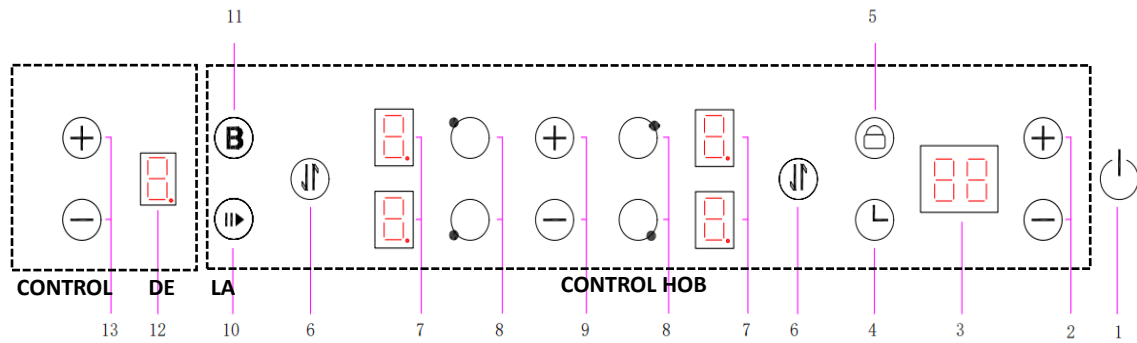 11 5
B
CONTROL DE LA CONTROL HOB
13 12 10 6 7 8 9 8 7 6 4 3 2 1